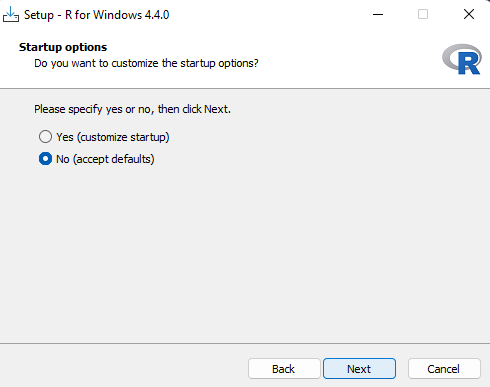 Setup - R for Windows 4.4.0
Startup options
Do you want to customize the startup options?
R
Please specify yes or no, then click Next.
Yes (customize startup)
No (accept defaults)
Back
Next
Cancel